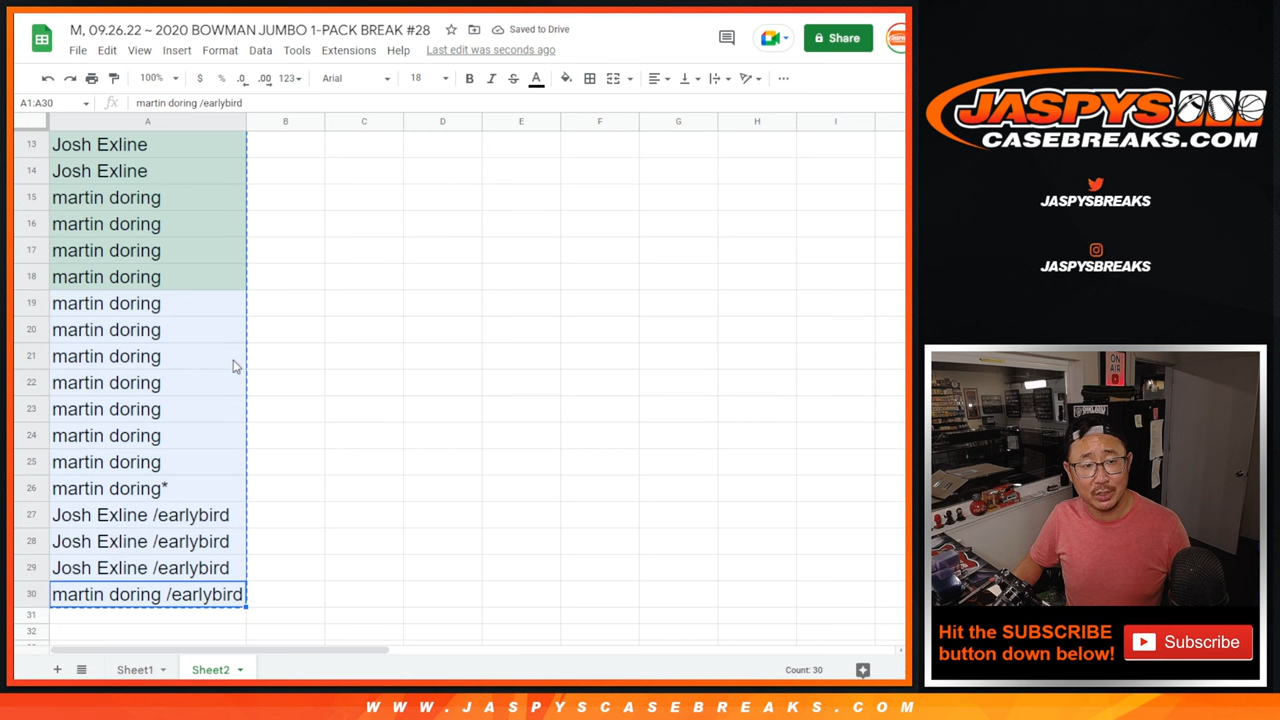 M, 09.26.22 ~ 2020 BOWMAN JUMBO 1-PACK BREAK #28
Saved to Drive
File Edit View Insert Format Data Tools Extensions Help Last edit was seconds ago
Share
100% $ % .0 .00 123 Arial 18 B I S A
A1:A30 fx martin doring /earlybird
A B C D E F G H I
13 Josh Exline
14 Josh Exline
15 martin doring
16 martin doring
17 martin doring
18 martin doring
19 martin doring
20 martin doring
21 martin doring
22 martin doring
23 martin doring
24 martin doring
25 martin doring
26 martin doring*
27 Josh Exline /earlybird
28 Josh Exline /earlybird
29 Josh Exline /earlybird
30 martin doring /earlybird
31
32
Sheet1 Sheet2 Count: 30
JASPYS
CASEBREAKS.COM
JASPYSBREAKS
JASPYSBREAKS
ON
AIR
Hit the SUBSCRIBE
button down below!
Subscribe
WWW.JASPYSCASEBREAKS.COM